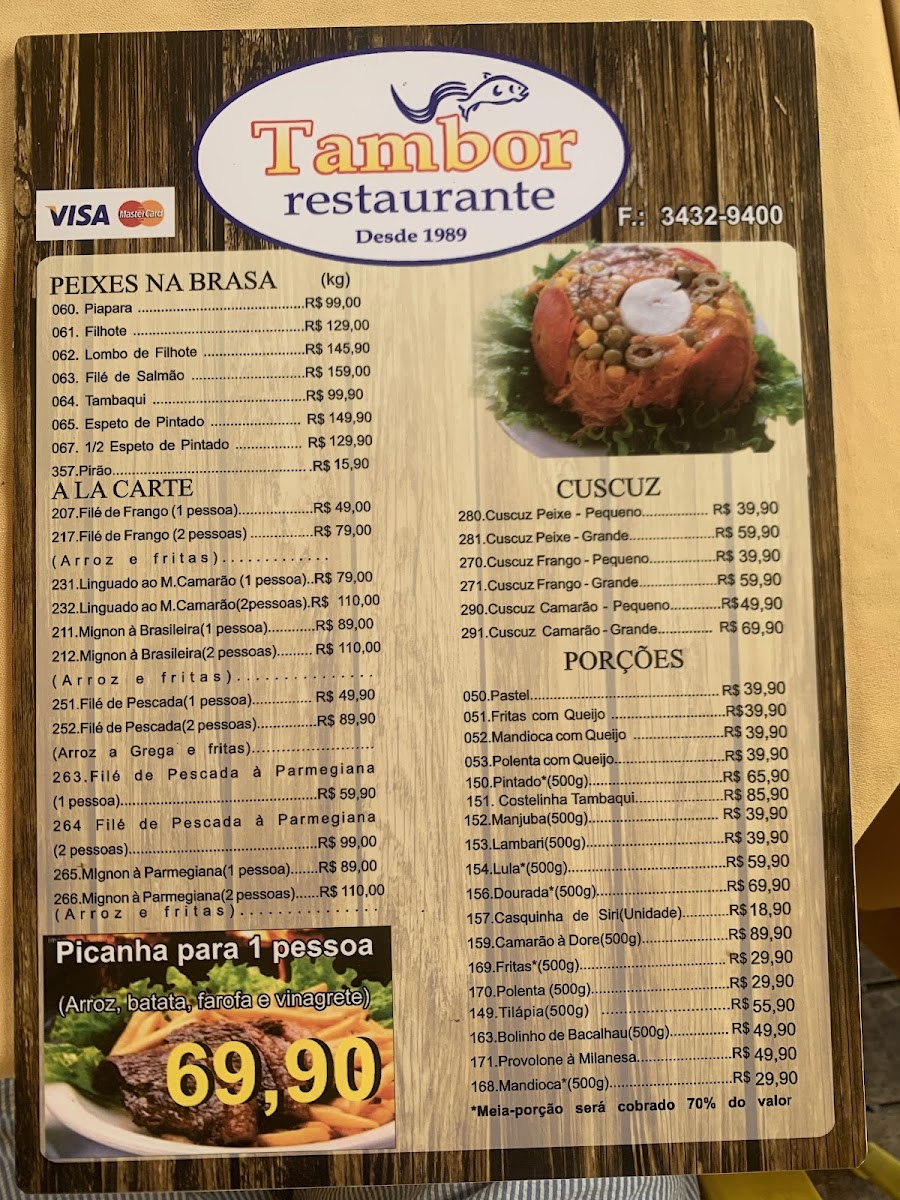 Tambor
restaurante
Desde 1989
VISA MasterCard
F.: 3432-9400
PEIXES NA BRASA (kg)
060. Piapara ................................R$ 99,00
061. Filhote ................................R$ 129,00
062. Lombo de Filhote ...................R$ 145,90
063. Filé de Salmão ......................R$ 159,00
064. Tambaqui .............................R$ 99,90
065. Espeto de Pintado ................. R$ 149,90
067. 1/2 Espeto de Pintado ............. R$ 129,90
357.Pirão......................................R$ 15,90
A LA CARTE
207.Filé de Frango (1 pessoa)..................R$ 49,00
217.Filé de Frango (2 pessoas) ...............R$ 79,00
(Arroz e fritas).............
231.Linguado ao M.Camarão (1 pessoa)..R$ 79,00
232.Linguado ao M.Camarão(2pessoas).R$ 110,00
211.Mignon à Brasileira(1 pessoa)............R$ 89,00
212.Mignon à Brasileira(2 pessoas)......... R$ 110,00
(Arroz e fritas)...............
251.Filé de Pescada(1 pessoa).............. R$ 49,90
252.Filé de Pescada(2 pessoas)..............R$ 89,90
(Arroz a Grega e fritas)............................
263.Filé de Pescada à Parmegiana
(1 pessoa).............................................R$ 59,90
264 Filé de Pescada à Parmegiana
(2 pessoas)...........................................R$ 99,00
265.MIgnon à Parmegiana(1 pessoa)......R$ 89,00
266.Mignon à Parmegiana(2 pessoas).....R$ 110,00
(Arroz e fritas)...............
Picanha para 1 pessoa
(Arroz, batata, farofa e vinagrete)
69,90
CUSCUZ
280.Cuscuz Peixe - Pequeno................ R$ 39,90
281.Cuscuz Peixe - Grande....................R$ 59,90
270.Cuscuz Frango - Pequeno................R$ 39,90
271.Cuscuz Frango - Grande..................R$ 59,90
290.Cuscuz Camarão - Pequeno............R$49,90
291.Cuscuz Camarão - Grande............. R$ 69,90
PORÇÕES
050.Pastel.............................................R$ 39,90
051.Fritas com Queijo ...........................R$39,90
052.Mandioca com Queijo .....................R$ 39,90
053.Polenta com Queijo..........................R$ 39,90
150.Pintado*(500g)................................R$ 65,90
151. Costelinha Tambaqui.....................R$ 85,90
152.Manjuba(500g)............................... R$ 39,90
153.Lambari(500g).................................R$ 39,90
154.Lula*(500g)......................................R$ 59,90
156.Dourada*(500g)...............................R$ 69,90
157.Casquinha de Siri(Unidade)...........R$ 18,90
159.Camarão à Dore(500g)....................R$ 89,90
169.Fritas*(500g)...................................R$ 29,90
170.Polenta (500g).................................R$ 29,90
149.Tilápia(500g) ..............................R$ 55,90
163.Bolinho de Bacalhau(500g)............. R$ 49,90
171.Provolone à Milanesa.......................R$ 49,90
168.Mandioca*(500g).............................R$ 29,90
*Meia-porção será cobrado 70% do valor